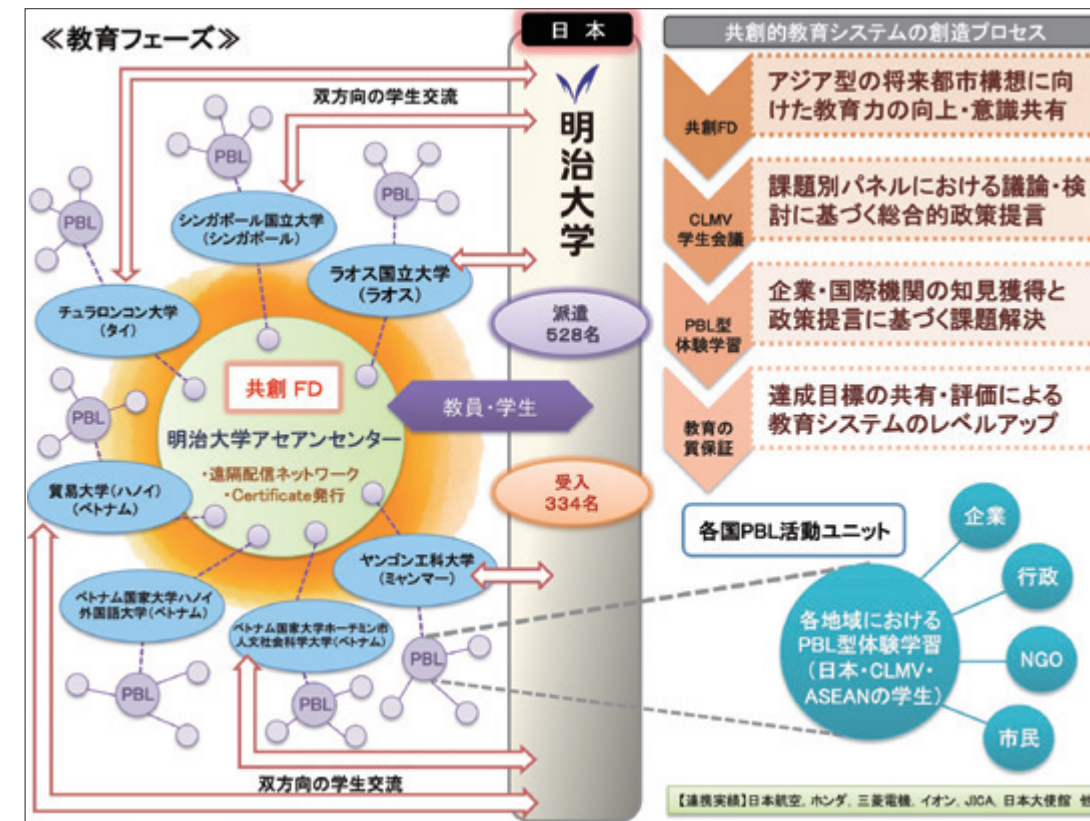 ≪教育フェーズ≫
双方向の学生交流
PBL
PBL
PBL
シンガポール国立大学
(シンガポール)
ラオス国立大学
(ラオス)
チュラロンコン大学
(タイ)
共創 FD
明治大学アセアンセンター
・遠隔配信ネットワーク
・Certificate発行
PBL
貿易大学(ハノイ)
(ベトナム)
ベトナム国家大学ハノイ
外国語大学(ベトナム)
ベトナム国家大学ホーチミン市
人文社会科学大学(ベトナム)
ヤンゴン工科大学
(ミャンマー)
PBL
PBL
PBL
双方向の学生交流
日本
明治大学
派遣
528名
教員・学生
受入
334名
共創的教育システムの創造プロセス
共創FD
アジア型の将来都市構想に向
けた教育力の向上・意識共有
CLMV
学生会議
課題別パネルにおける議論・検
討に基づく総合的政策提言
PBL型
体験学習
企業・国際機関の知見獲得と
政策提言に基づく課題解決
教育の
質保証
達成目標の共有・評価による
教育システムのレベルアップ
各国PBL活動ユニット
各地域における
PBL型体験学習
(日本・CLMV・
ASEANの学生)
企業
行政
NGO
市民
【連携実績】日本航空, ホンダ, 三菱電機, イオン, JICA, 日本大使館 他